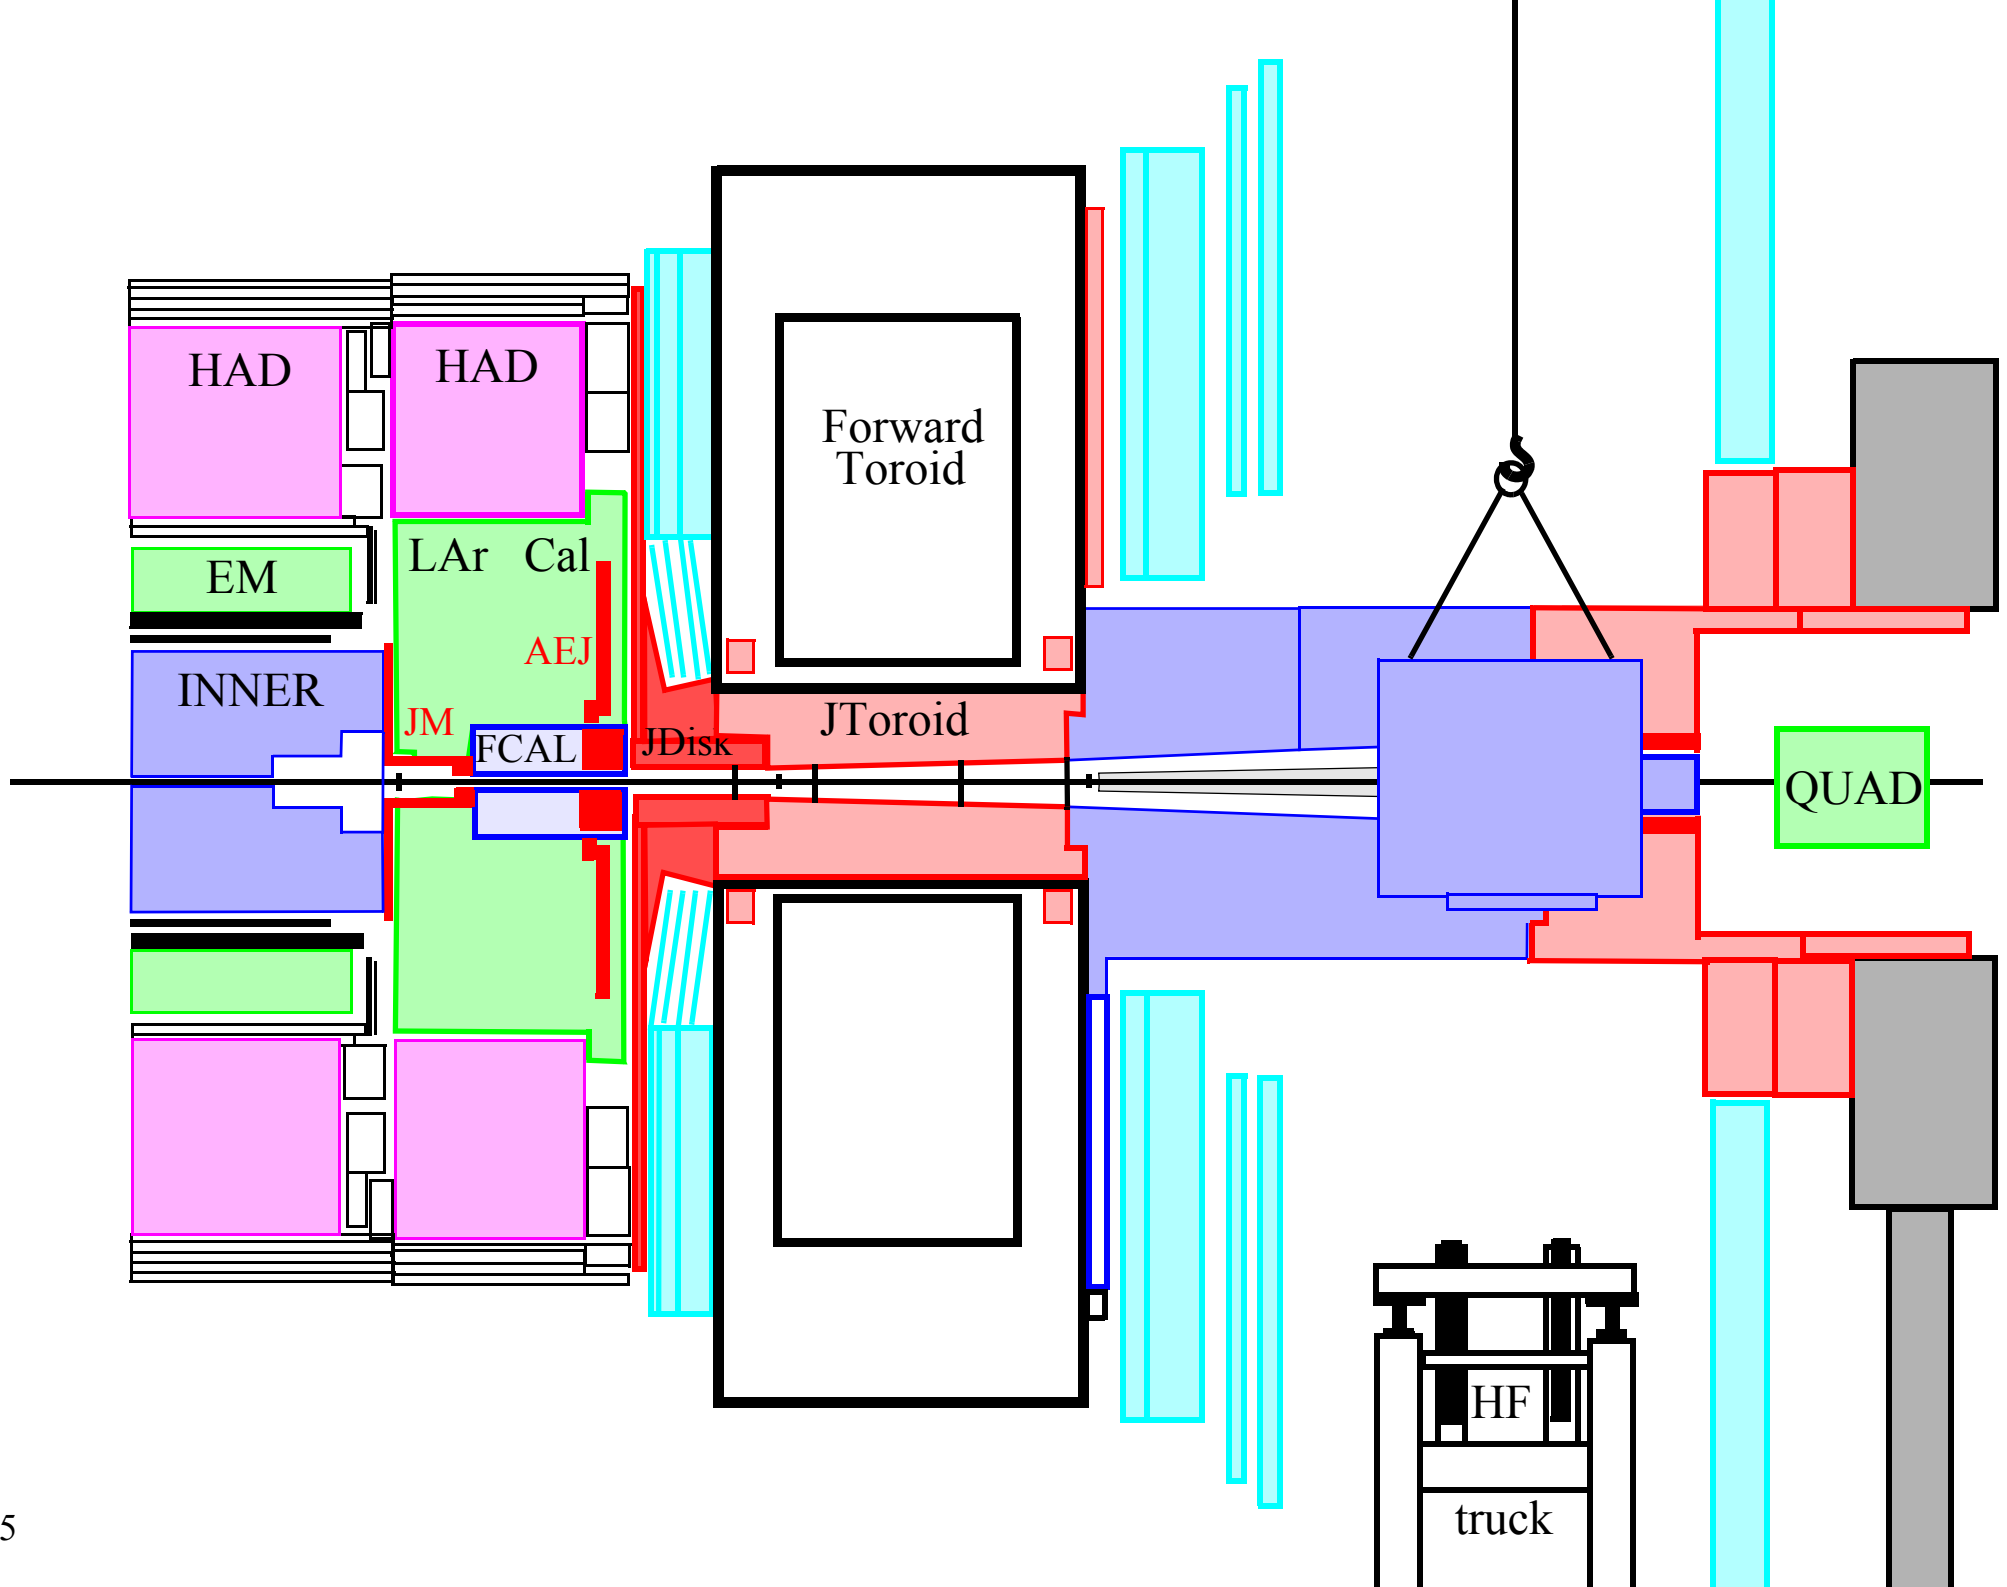 HAD
HAD
Forward
Toroid
LAr Cal
EM
AEJ
INNER
JM
JToroid
FCAL
JDisk
QUAD
HF
truck
5